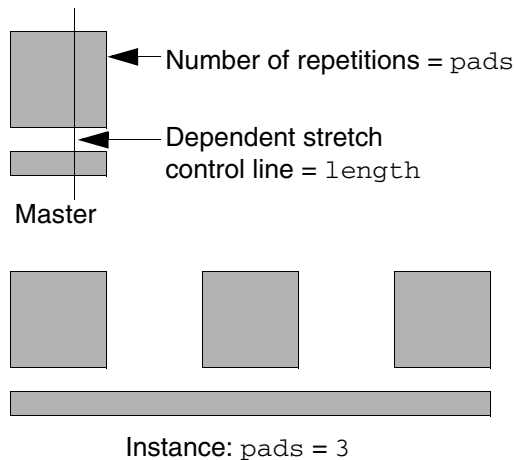 Number of repetitions = pads
Dependent stretch
control line = length
Master
Instance: pads = 3